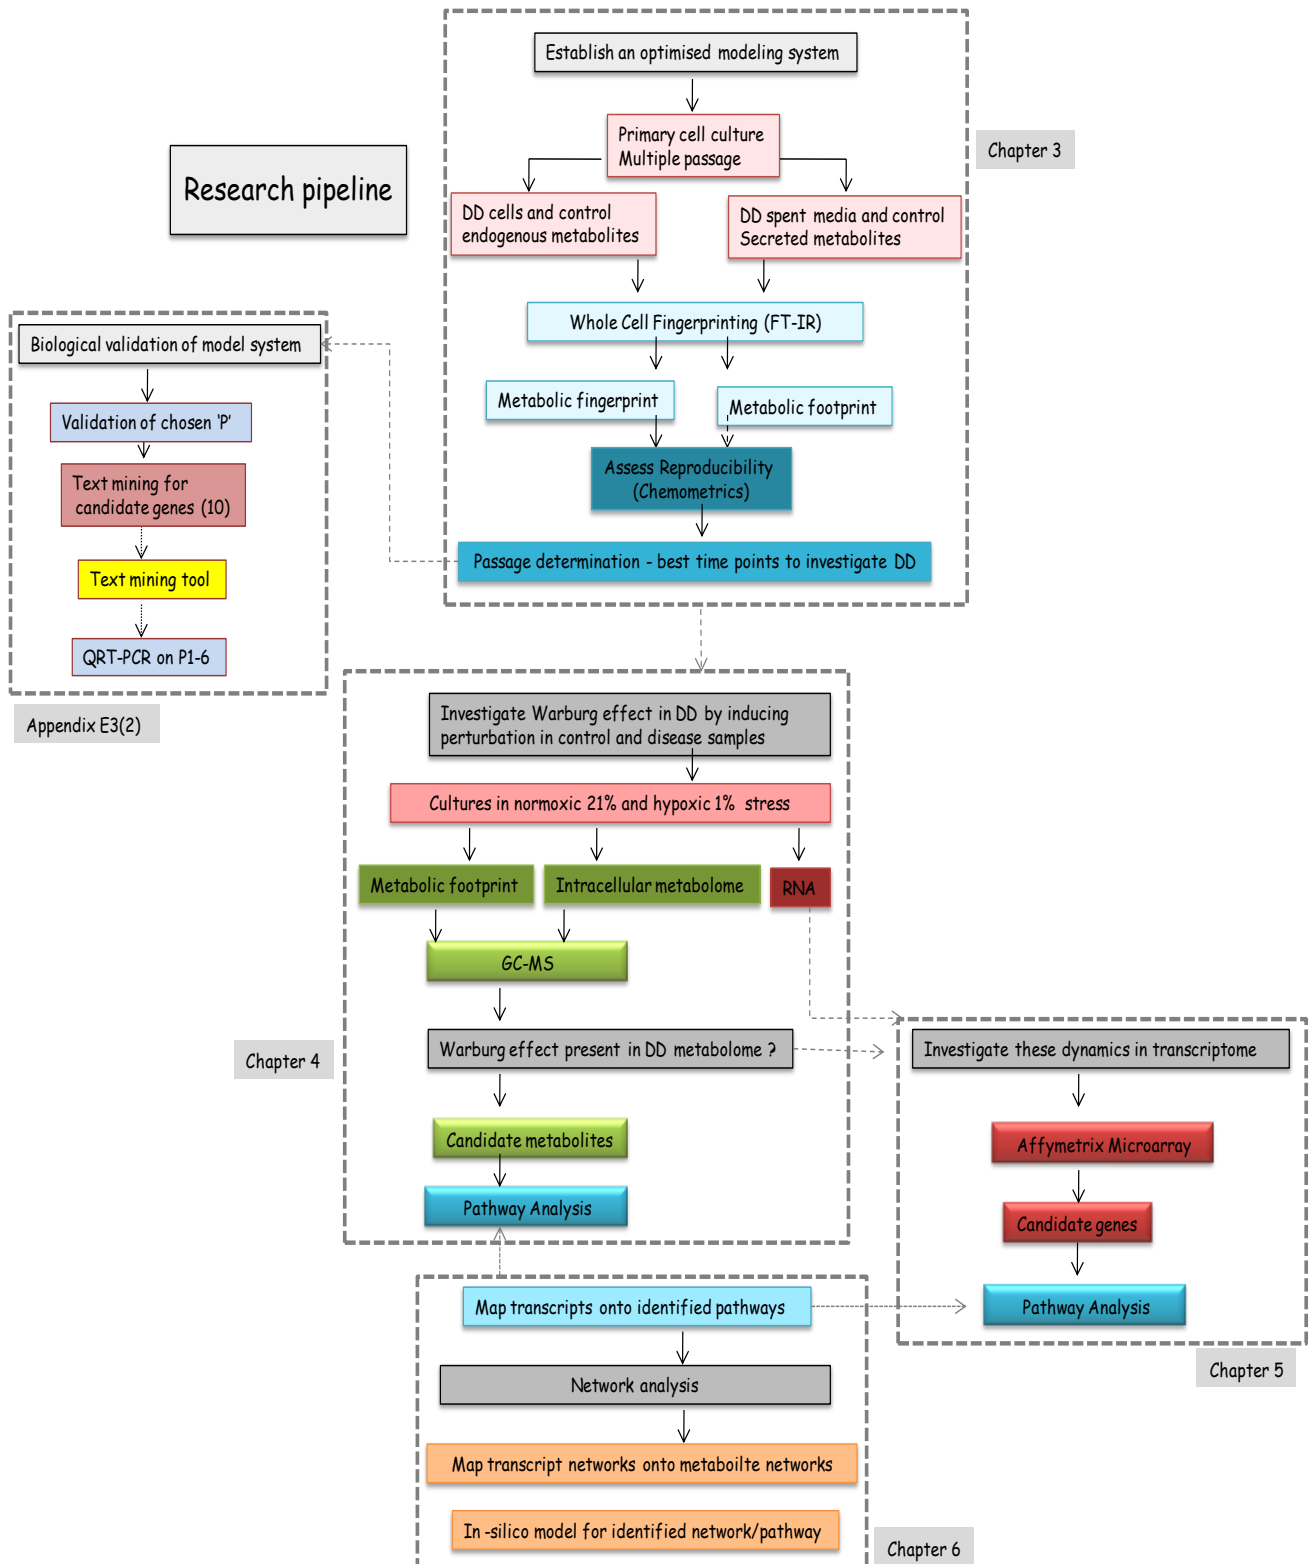 Research pipeline
Establish an optimised modeling system
Primary cell culture
Multiple passage
DD cells and control
endogenous metabolites
DD spent media and control
Secreted metabolites
Whole Cell Fingerprinting (FT-IR)
Metabolic fingerprint
Metabolic footprint
Assess Reproducibility
(Chemometrics)
Passage determination - best time points to investigate DD
Chapter 3
Biological validation of model system
Validation of chosen 'P'
Text mining for
candidate genes (10)
Text mining tool
QRT-PCR on P1-6
Appendix E3(2)
Investigate Warburg effect in DD by inducing
perturbation in control and disease samples
Cultures in normoxic 21% and hypoxic 1% stress
Metabolic footprint
Intracellular metabolome
RNA
GC-MS
Warburg effect present in DD metabolome ?
Candidate metabolites
Pathway Analysis
Chapter 4
Investigate these dynamics in transcriptome
Affymetrix Microarray
Candidate genes
Pathway Analysis
Chapter 5
Map transcripts onto identified pathways
Network analysis
Map transcript networks onto metaboilte networks
In -silico model for identified network/pathway
Chapter 6